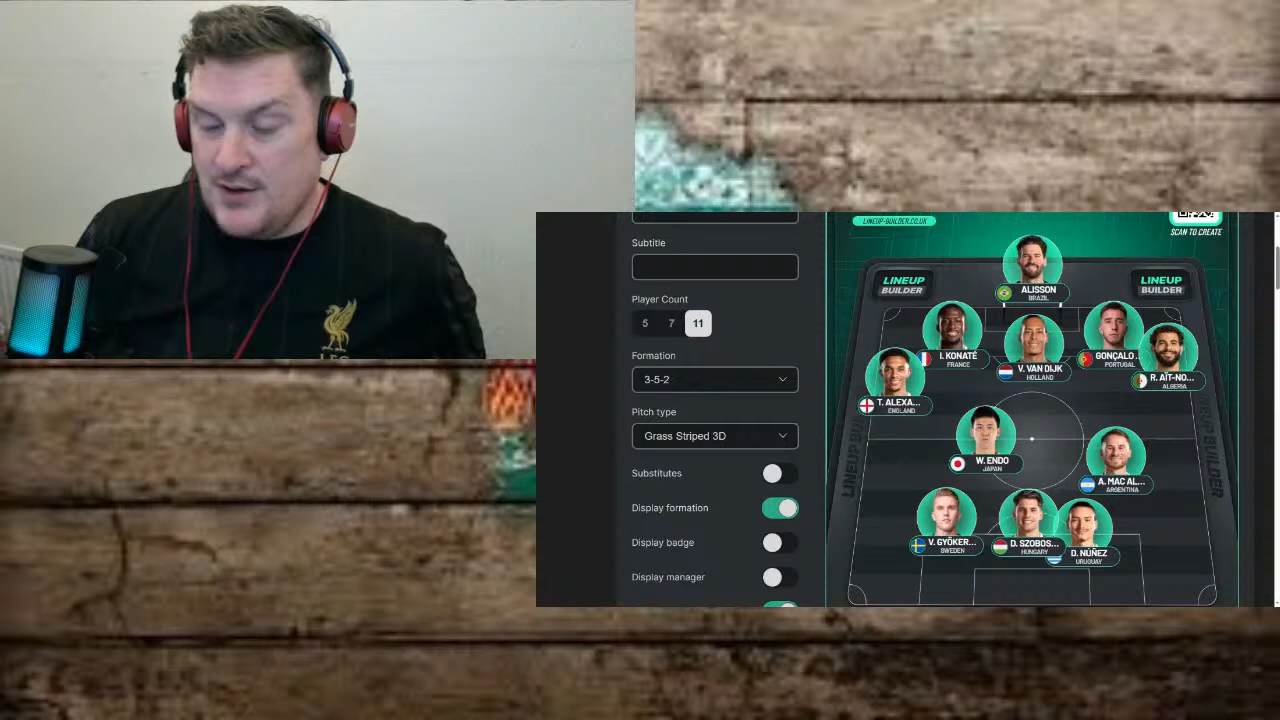 LFC
Subtitle
Player Count
5 7 11
Formation
3-5-2
Pitch type
Grass Striped 3D
Substitutes
Display formation
Display badge
Display manager
LINEUP-BUILDER.CO.UK
SCAN TO CREATE
LINEUP
BUILDER
LINEUP
BUILDER
ALISSON
BRAZIL
I. KONATÉ
FRANCE
V. VAN DIJK
HOLLAND
GONÇALO .
PORTUGAL
R. AÏT-NO...
ALGERIA
T. ALEXA...
ENGLAND
W. ENDO
JAPAN
A. MAC AL...
ARGENTINA
V. GYÖKER...
SWEDEN
D. SZOBOS...
HUNGARY
D. NÚÑEZ
URUGUAY